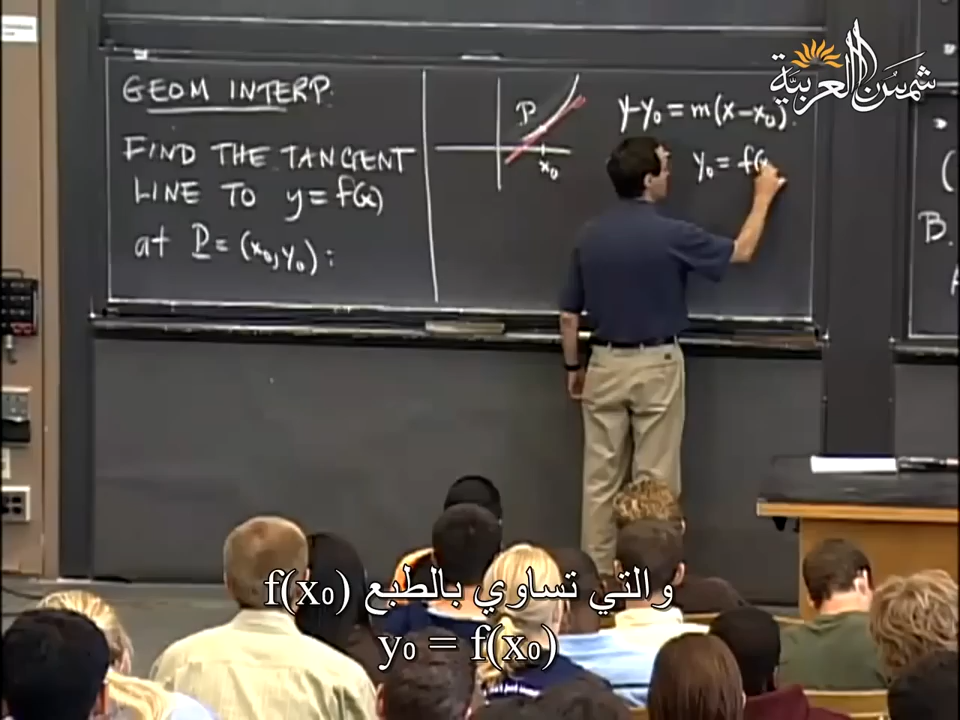 GEOM INTERP.
FIND THE TANGENT
LINE TO y = f(x)
at P = (x₀, y₀) :
P
x₀
y-y₀ = m(x-x₀).
y₀ = f(x
B.
شمس العربية
والتي تساوي بالطبع f(x₀)
y₀ = f(x₀)